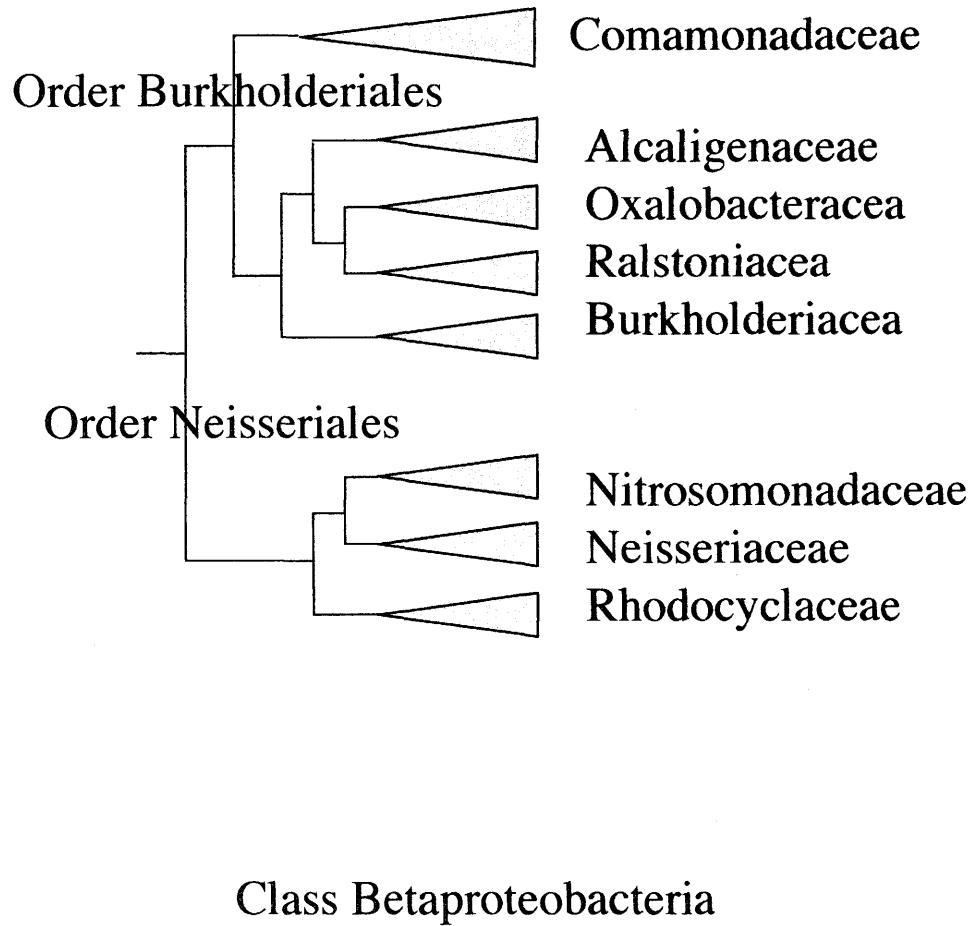 Comamonadaceae
Order Burkholderiales
Alcaligenaceae
Oxalobacteracea
Ralstoniacea
Burkholderiacea
Order Neisseriales
Nitrosomonadaceae
Neisseriaceae
Rhodocyclaceae
Class Betaproteobacteria